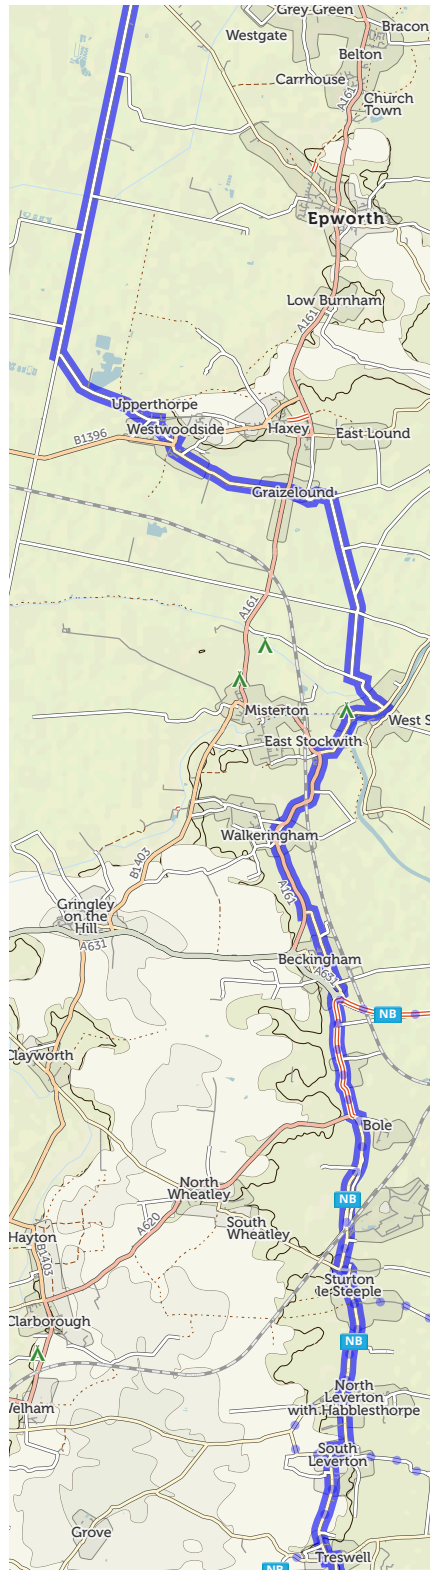 Grey Green
Bracon
Westgate
Belton
Carrhouse
A161
Church
Town
Epworth
Low Burnham
A161
Upperthorpe
Westwoodside
Haxey
East Lound
B1396
Graizelound
A161
Misterton
West S
East Stockwith
Walkeringham
B1403
A161
Gringley
on the
Hill
A631
Beckingham
A631
NB
Clayworth
Bole
North
Wheatley
NB
A620
South
Wheatley
Hayton
B1403
Sturton
le Steeple
Clarborough
NB
North
Leverton
with Habblesthorpe
Welham
South
Leverton
Grove
Treswell
NB